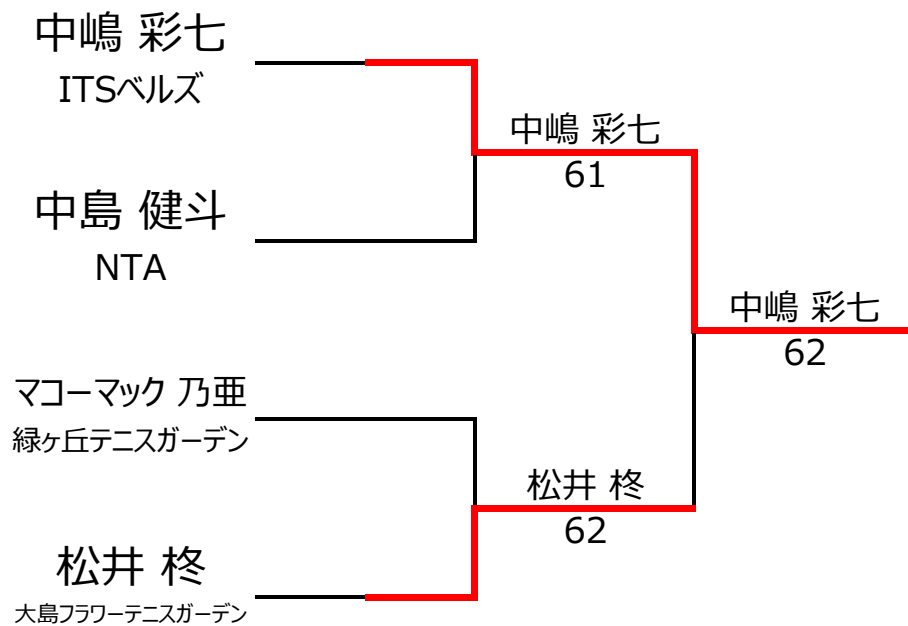 中嶋 彩七
ITSベルズ
中島 健斗
NTA
マコーマック 乃亜
緑ヶ丘テニスガーデン
松井 柊
大島フラワーテニスガーデン
中嶋 彩七
61
松井 柊
62
中嶋 彩七
62